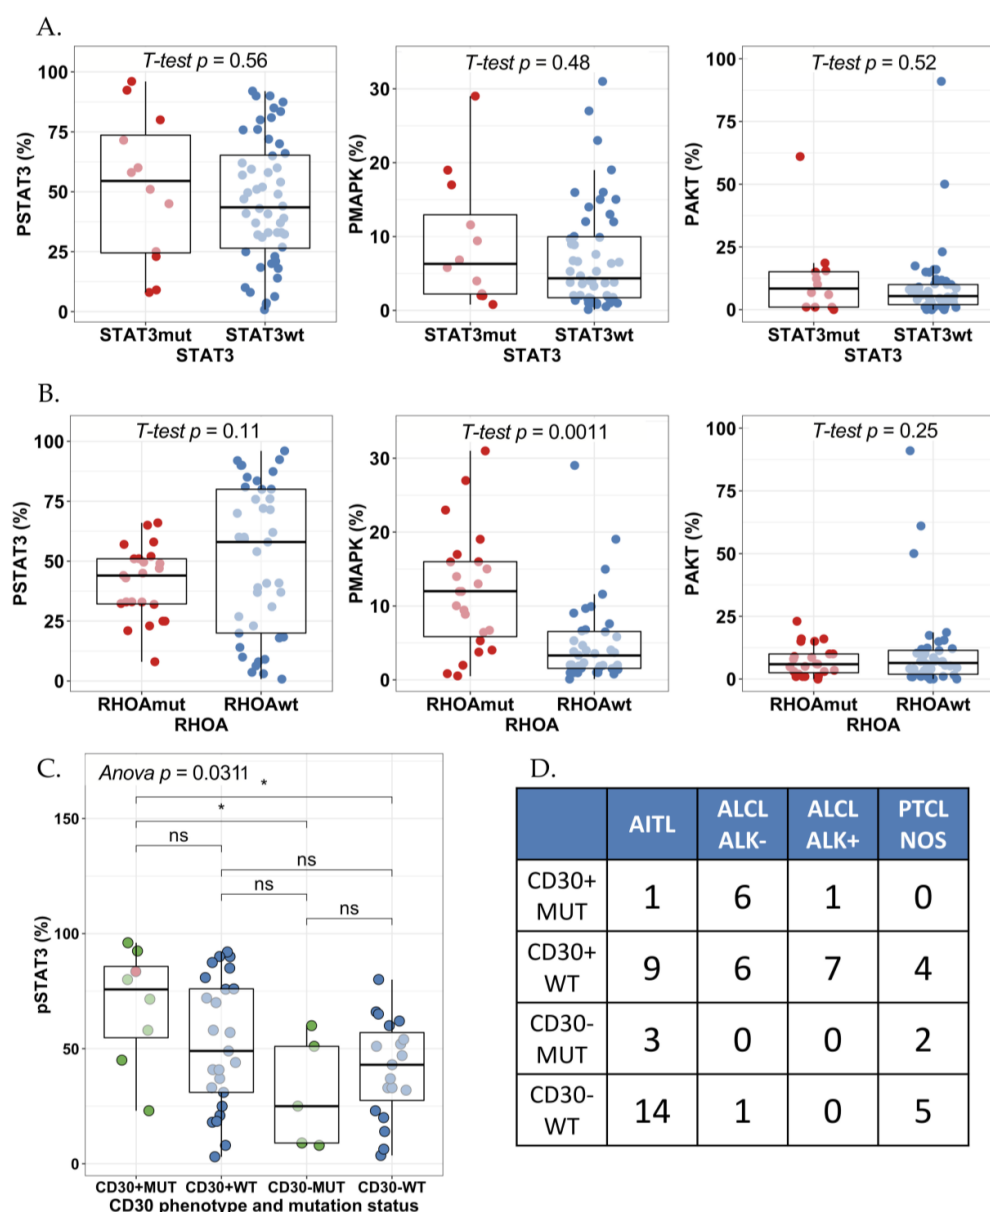 A.
T-test p = 0.56
PSTAT3 (%)
100
75
50
25
0
STAT3mut STAT3wt
STAT3
T-test p = 0.48
PMAPK (%)
30
20
10
0
STAT3mut STAT3wt
STAT3
T-test p = 0.52
PAKT (%)
100
75
50
25
0
STAT3mut STAT3wt
STAT3
B.
T-test p = 0.11
PSTAT3 (%)
100
75
50
25
0
RHOAmut RHOAwt
RHOA
T-test p = 0.0011
PMAPK (%)
30
20
10
0
RHOAmut RHOAwt
RHOA
T-test p = 0.25
PAKT (%)
100
75
50
25
0
RHOAmut RHOAwt
RHOA
C.
Anova p = 0.0311
*
*
ns
ns
ns
ns
pSTAT3 (%)
150
100
50
0
CD30+MUT CD30+WT CD30-MUT CD30-WT
CD30 phenotype and mutation status
D.
AITL ALCL ALK- ALCL ALK+ PTCL NOS
CD30+ MUT 1 6 1 0
CD30+ WT 9 6 7 4
CD30- MUT 3 0 0 2
CD30- WT 14 1 0 5